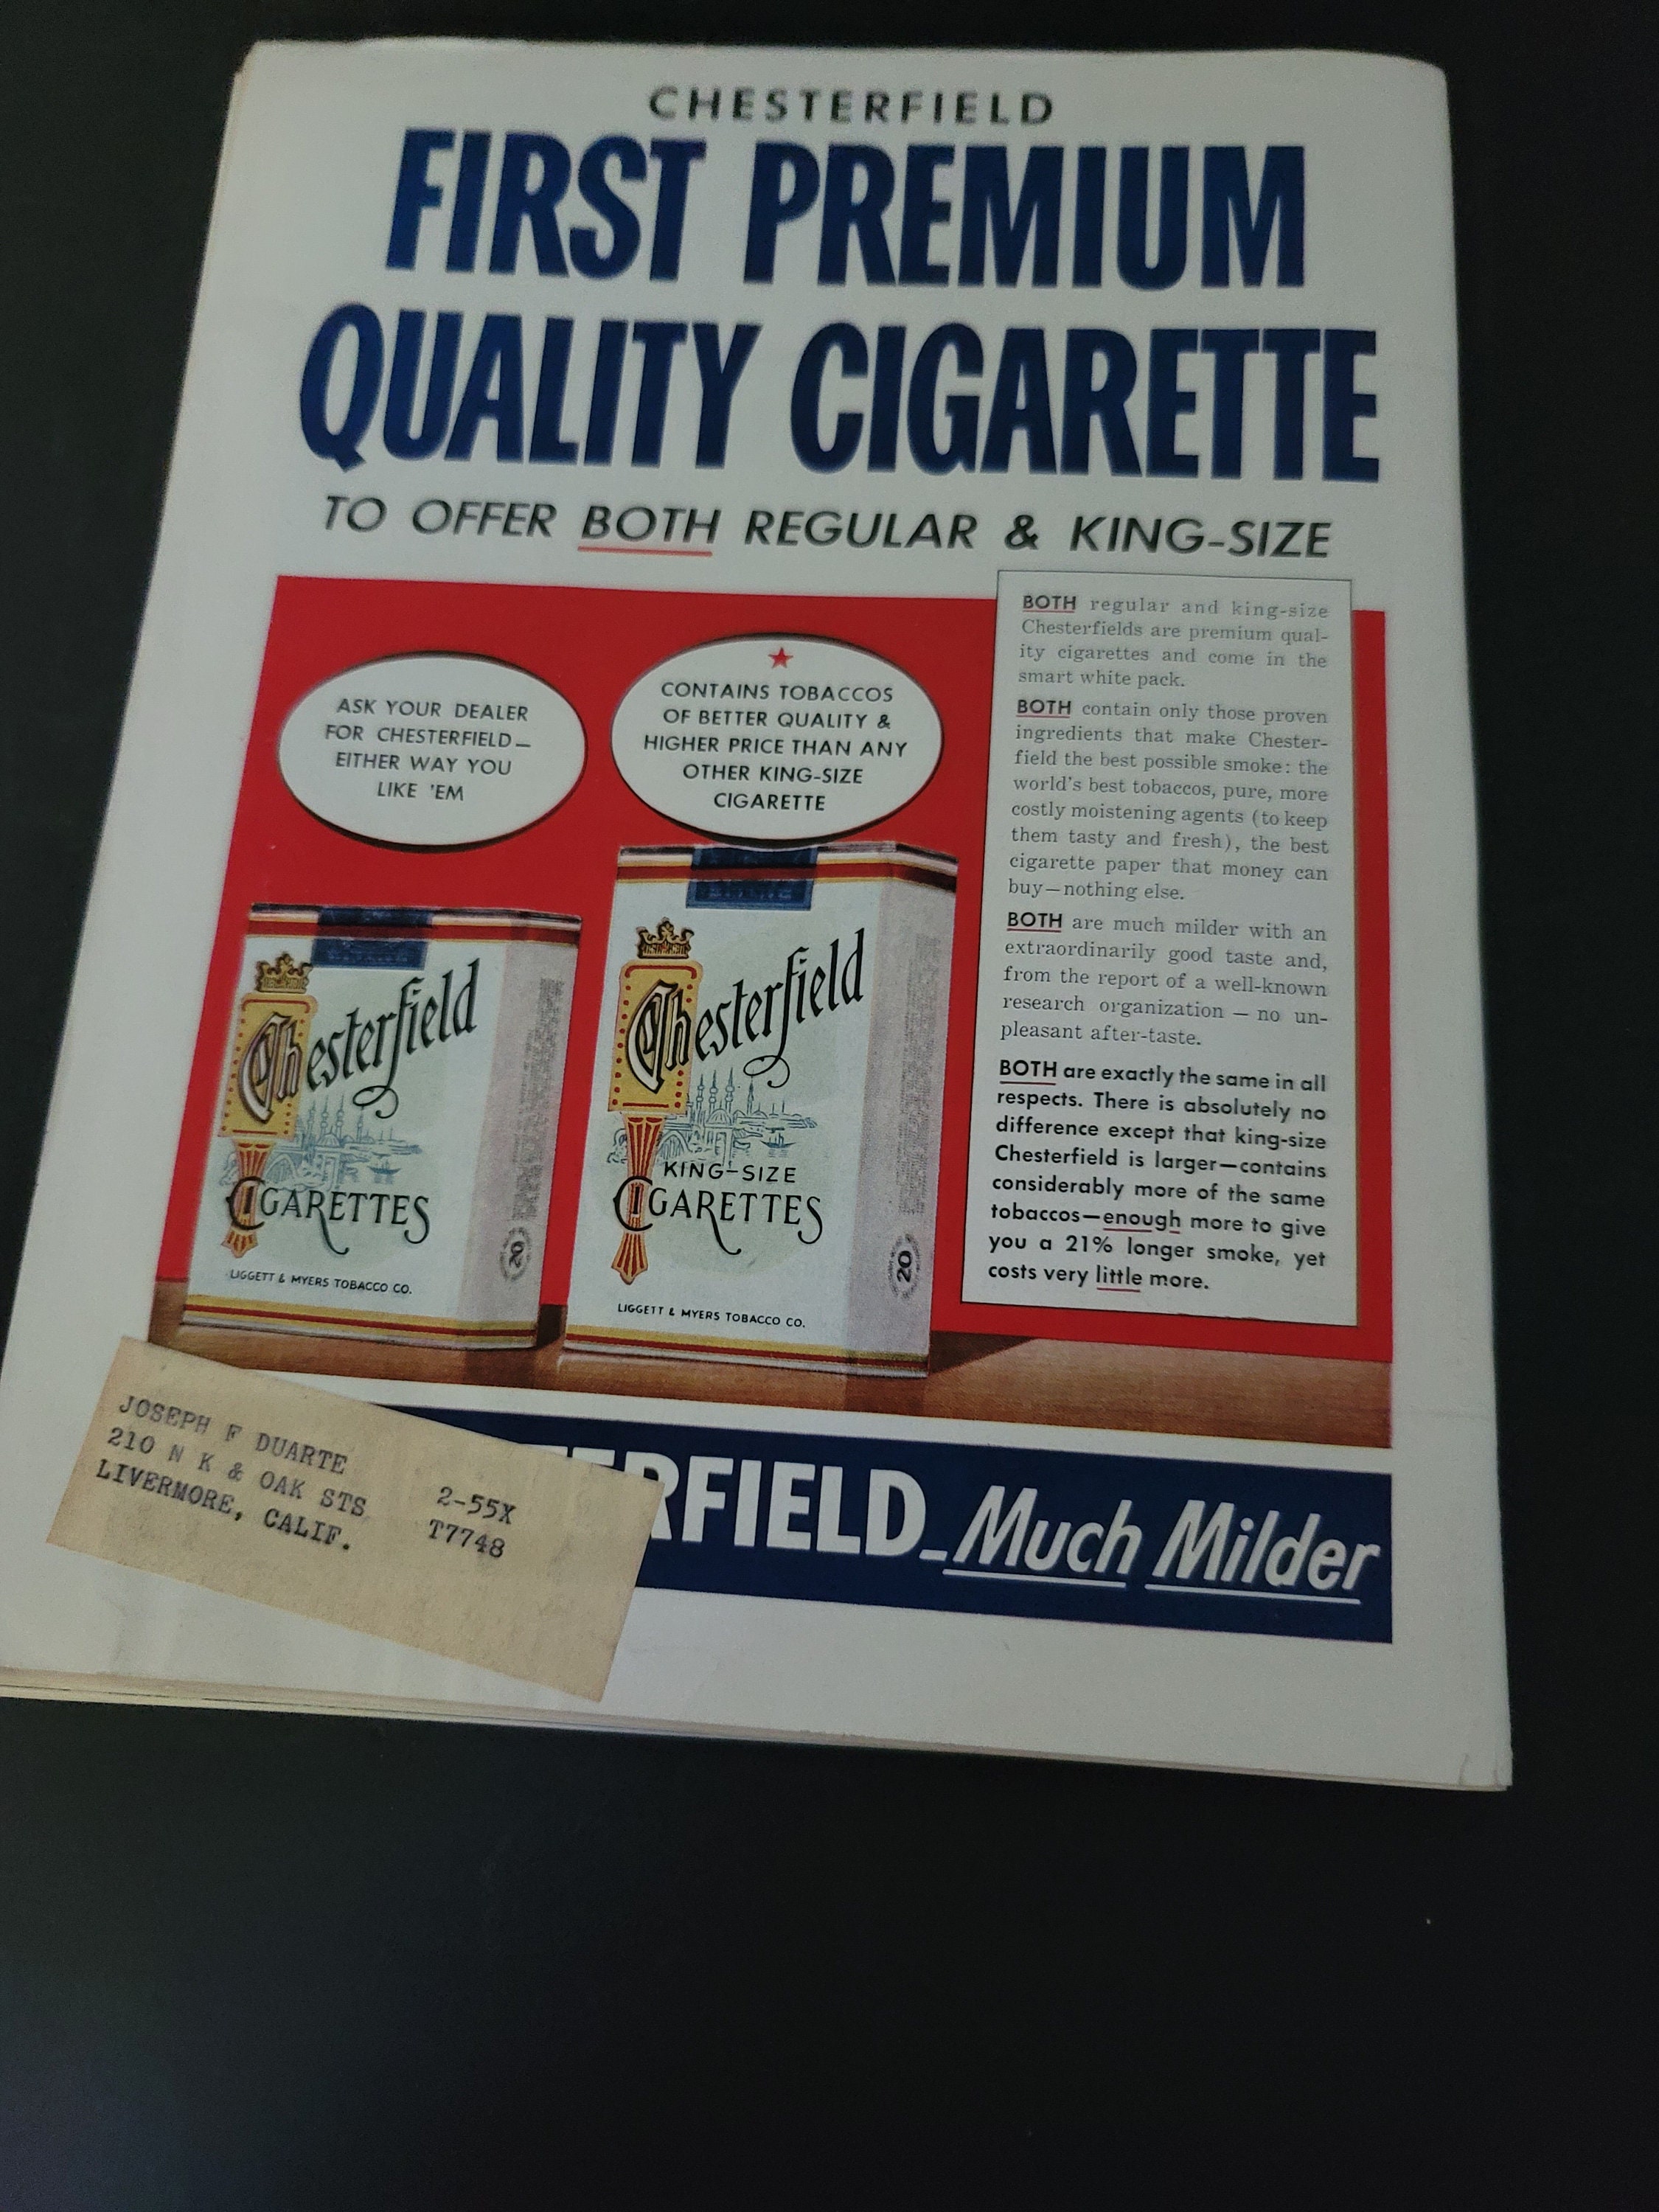 CHESTERFIELD
FIRST PREMIUM
QUALITY CIGARETTE
TO OFFER BOTH REGULAR & KING-SIZE
ASK YOUR DEALER
FOR CHESTERFIELD—
EITHER WAY YOU
LIKE 'EM
CONTAINS TOBACCOS
OF BETTER QUALITY &
HIGHER PRICE THAN ANY
OTHER KING-SIZE
CIGARETTE
BOTH regular and king-size
Chesterfields are premium qual-
ity cigarettes and come in the
smart white pack.
BOTH contain only those proven
ingredients that make Chester-
field the best possible smoke: the
world's best tobaccos, pure, more
costly moistening agents (to keep
them tasty and fresh), the best
cigarette paper that money can
buy—nothing else.
BOTH are much milder with an
extraordinarily good taste and,
from the report of a well-known
research organization — no un-
pleasant after-taste.
BOTH are exactly the same in all
respects. There is absolutely no
difference except that king-size
Chesterfield is larger—contains
considerably more of the same
tobaccos—enough more to give
you a 21% longer smoke, yet
costs very little more.
Chesterfield
CIGARETTES
LIGGETT & MYERS TOBACCO CO.
20
Chesterfield
KING-SIZE
CIGARETTES
LIGGETT & MYERS TOBACCO CO.
20
JOSEPH F DUARTE
210 N K & OAK STS 2-55X
LIVERMORE, CALIF. T7748
TERFIELD—Much Milder